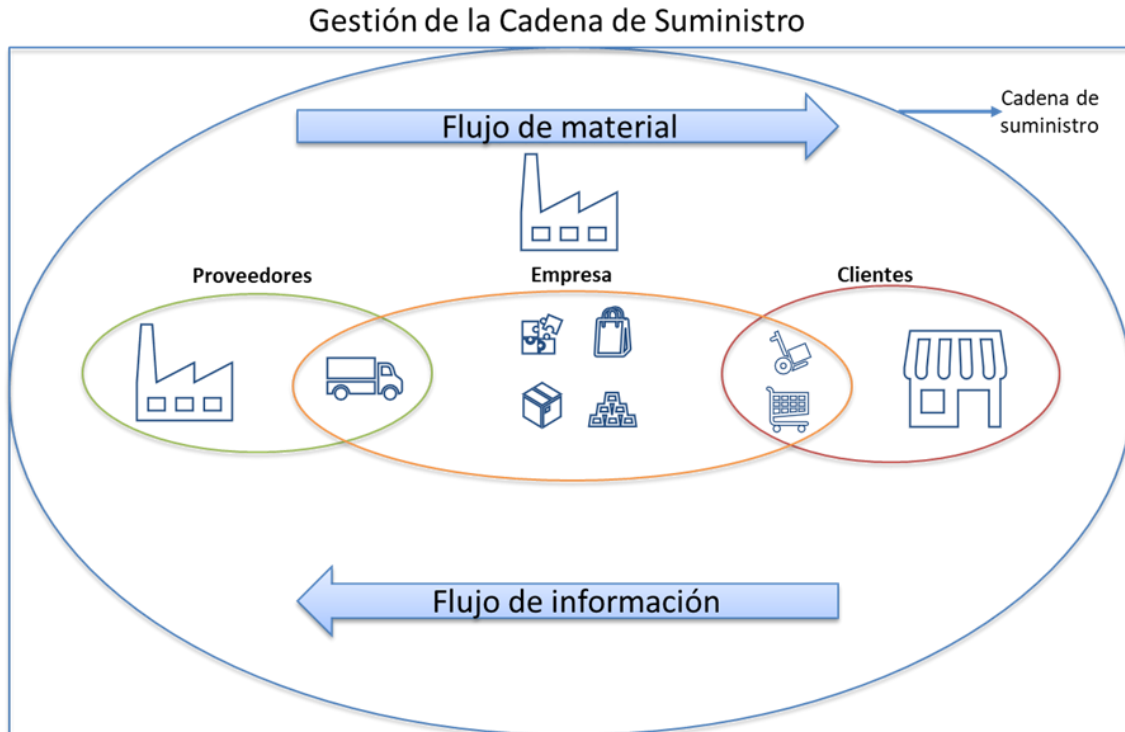 Gestión de la Cadena de Suministro
Flujo de material
Cadena de
suministro
Proveedores
Empresa
Clientes
Flujo de información